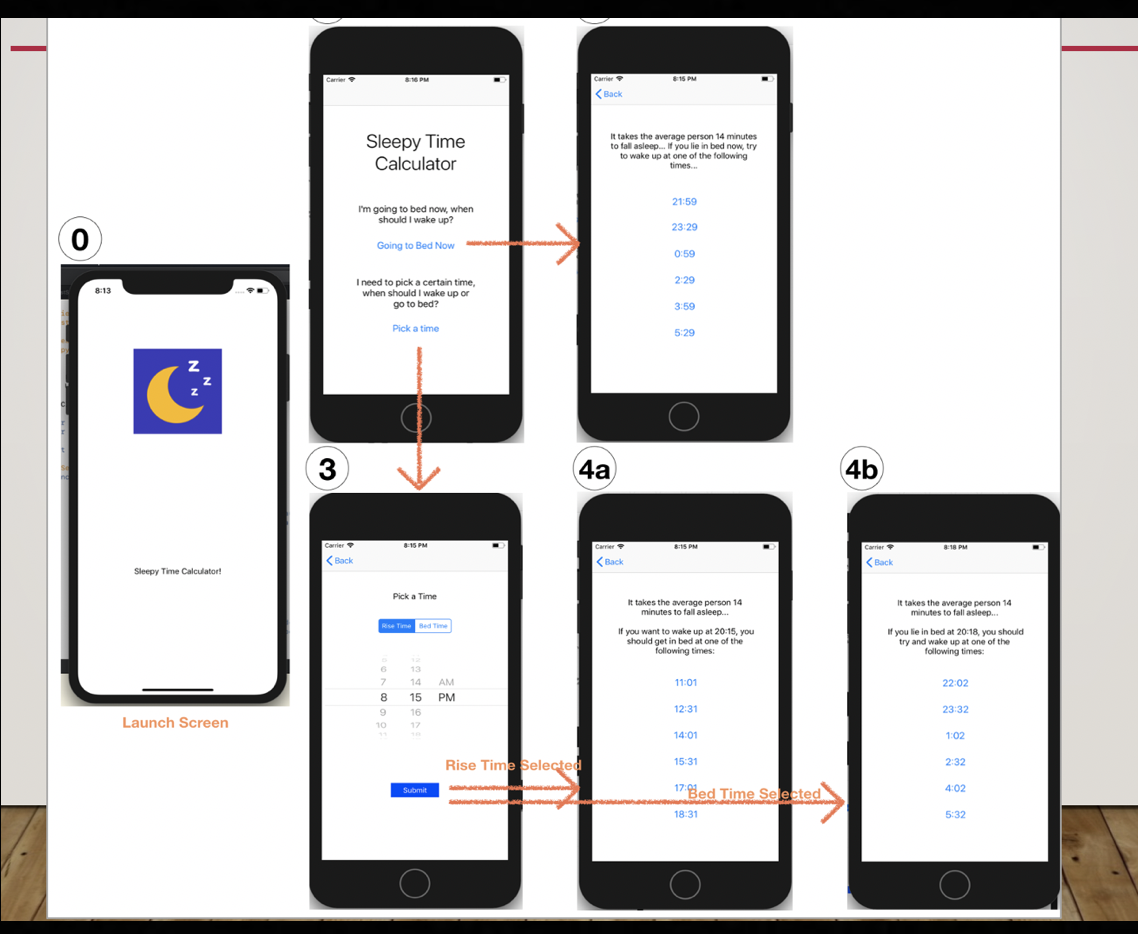 Carrier 8:16 PM
Sleepy Time
Calculator
I'm going to bed now, when
should I wake up?
Going to Bed Now
I need to pick a certain time,
when should I wake up or
go to bed?
Pick a time
Carrier 8:15 PM
Back
It takes the average person 14 minutes
to fall asleep... If you lie in bed now, try
to wake up at one of the following
times...
21:59
23:29
0:59
2:29
3:59
5:29
0
8:13
z
z
z
Sleepy Time Calculator!
Launch Screen
3
Carrier 8:15 PM
Back
Pick a Time
Rise Time Bed Time
6 13
7 14 AM
8 15 PM
9 16
10 17
Submit
Rise Time Selected
Bed Time Selected
4a
Carrier 8:15 PM
Back
It takes the average person 14
minutes to fall asleep...
If you want to wake up at 20:15, you
should get in bed at one of the
following times:
11:01
12:31
14:01
15:31
17:01
18:31
4b
Carrier 8:18 PM
Back
It takes the average person 14
minutes to fall asleep...
If you lie in bed at 20:18, you should
try and wake up at one of the
following times:
22:02
23:32
1:02
2:32
4:02
5:32